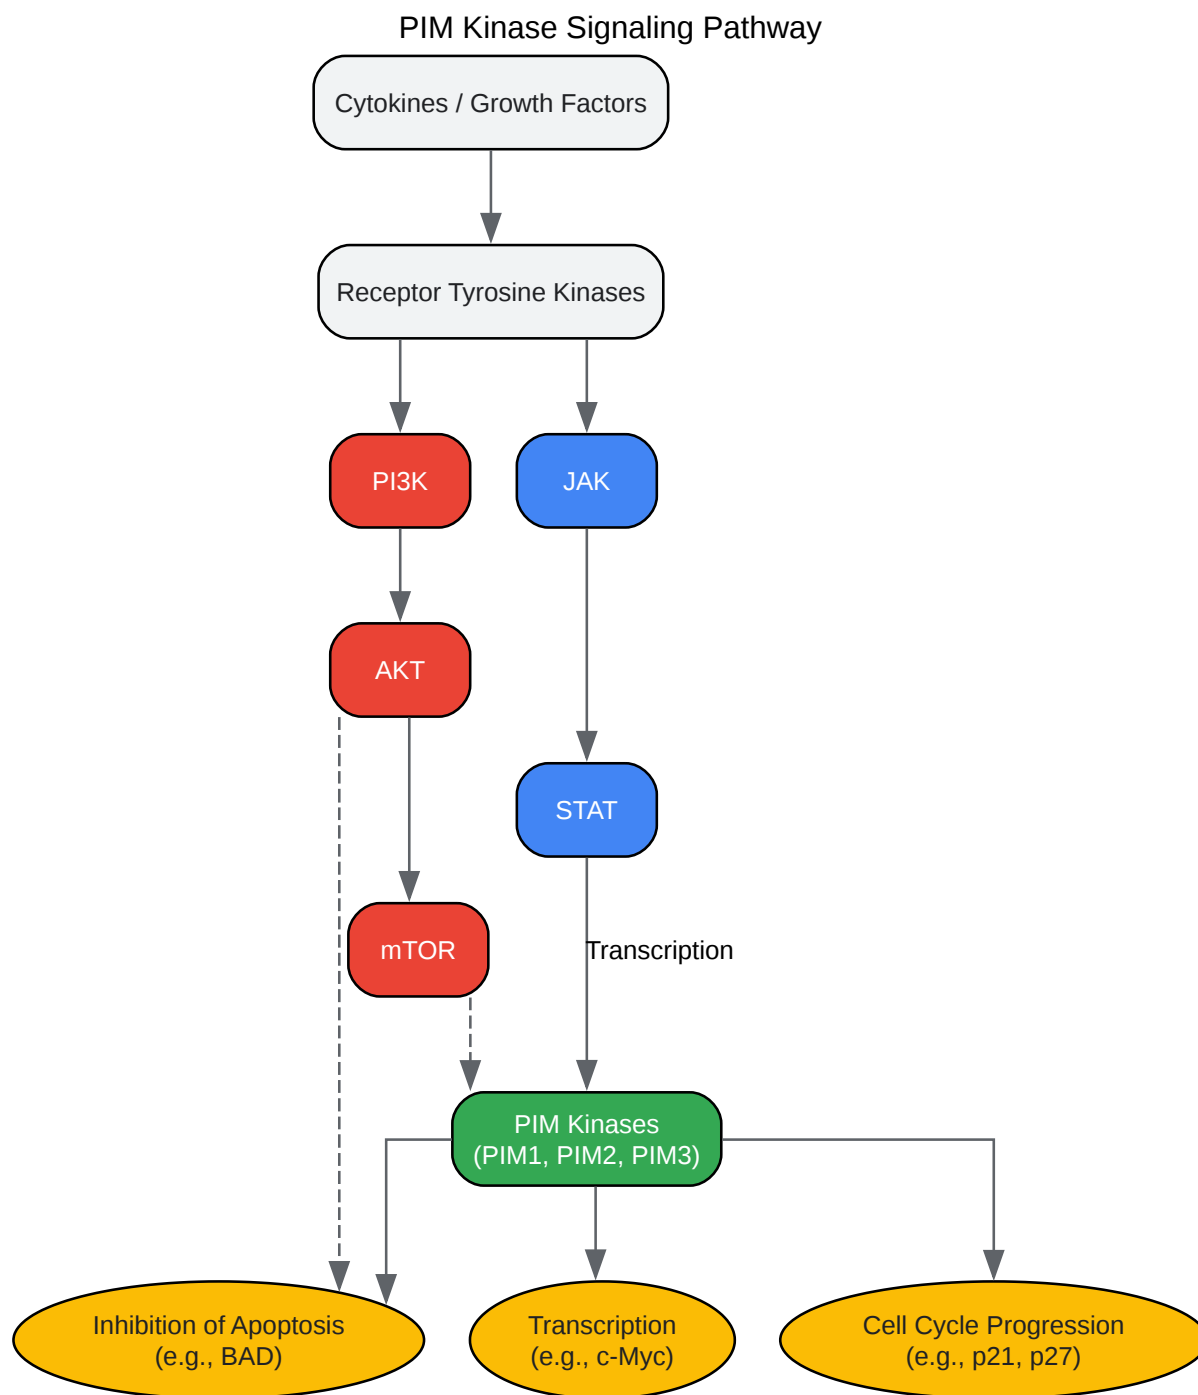 PIM Kinase Signaling Pathway
Cytokines / Growth Factors
Receptor Tyrosine Kinases
PI3K
JAK
AKT
STAT
mTOR
Transcription
PIM Kinases
(PIM1, PIM2, PIM3)
Inhibition of Apoptosis
(e.g., BAD)
Transcription
(e.g., c-Myc)
Cell Cycle Progression
(e.g., p21, p27)